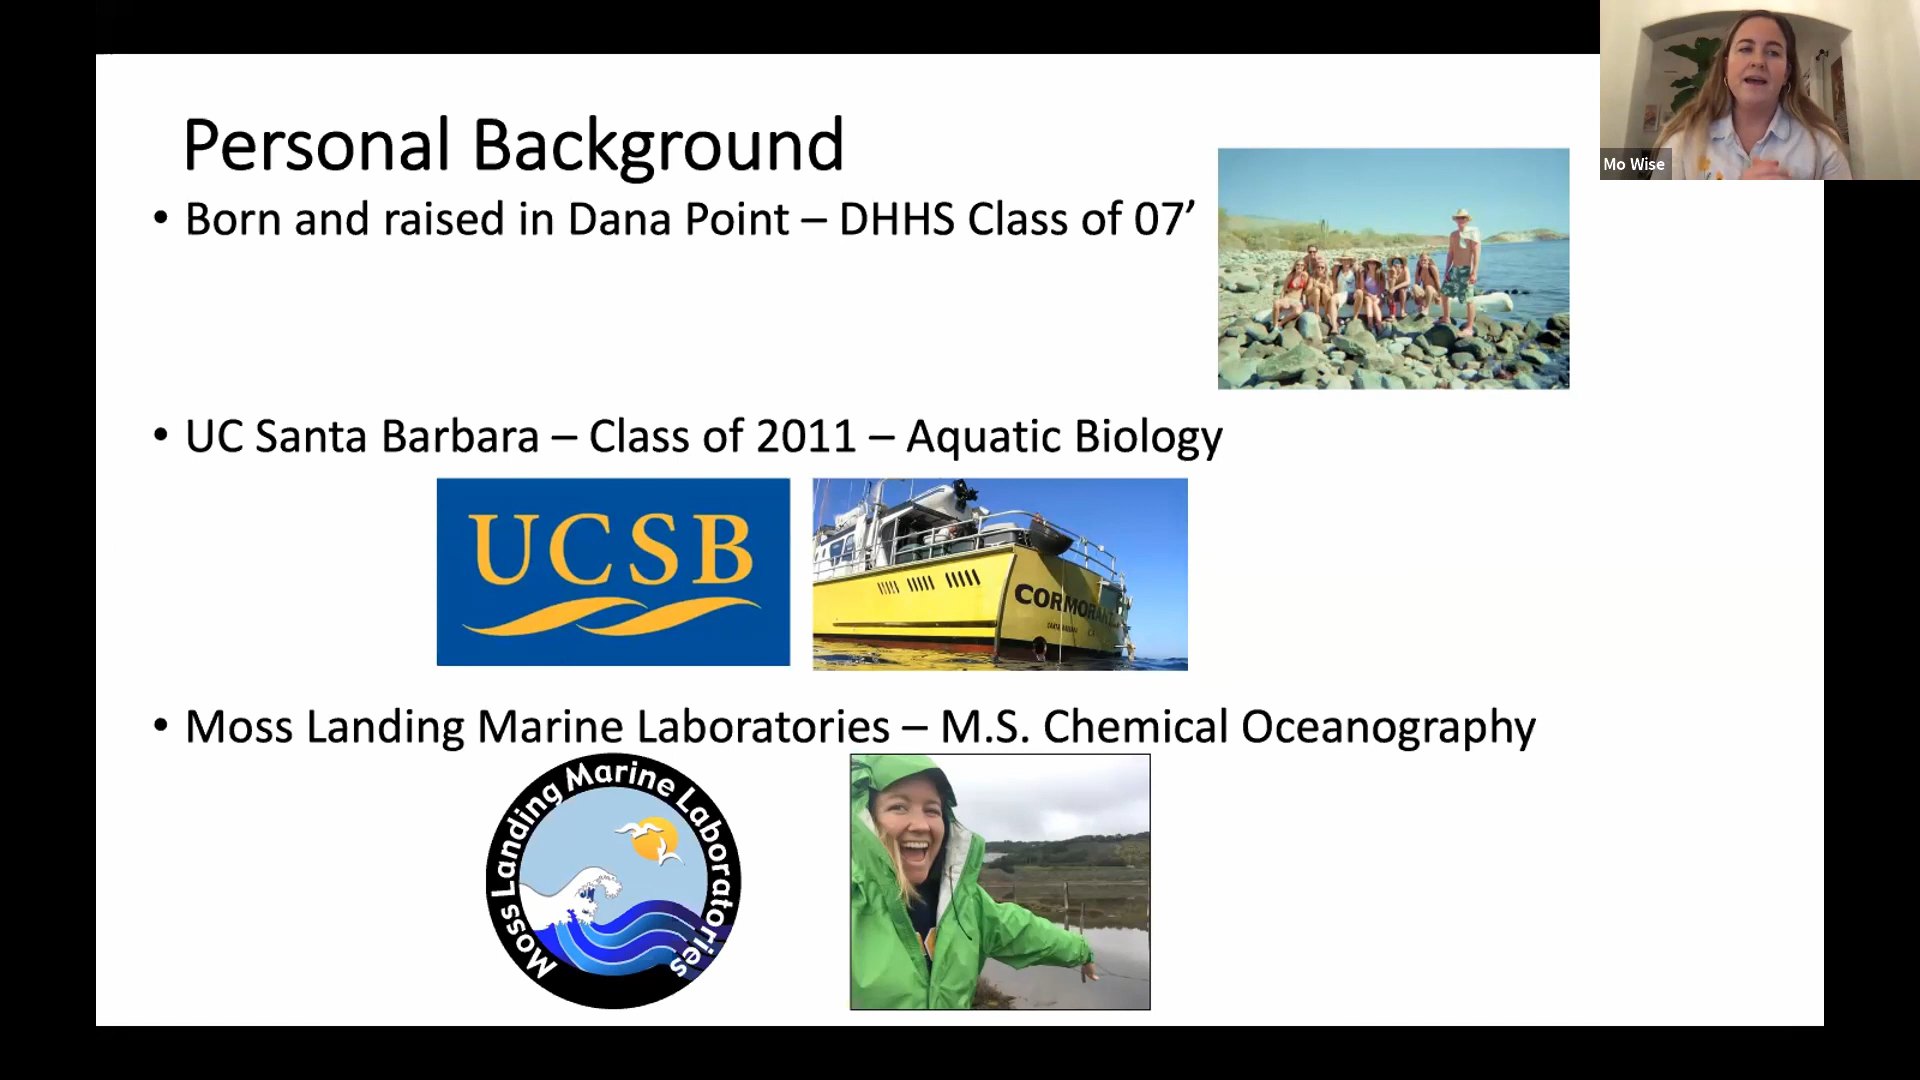 Personal Background
Mo Wise
• Born and raised in Dana Point – DHHS Class of 07’
• UC Santa Barbara – Class of 2011 – Aquatic Biology
UCSB
CORMORANT
• Moss Landing Marine Laboratories – M.S. Chemical Oceanography
Moss Landing Marine Laboratories